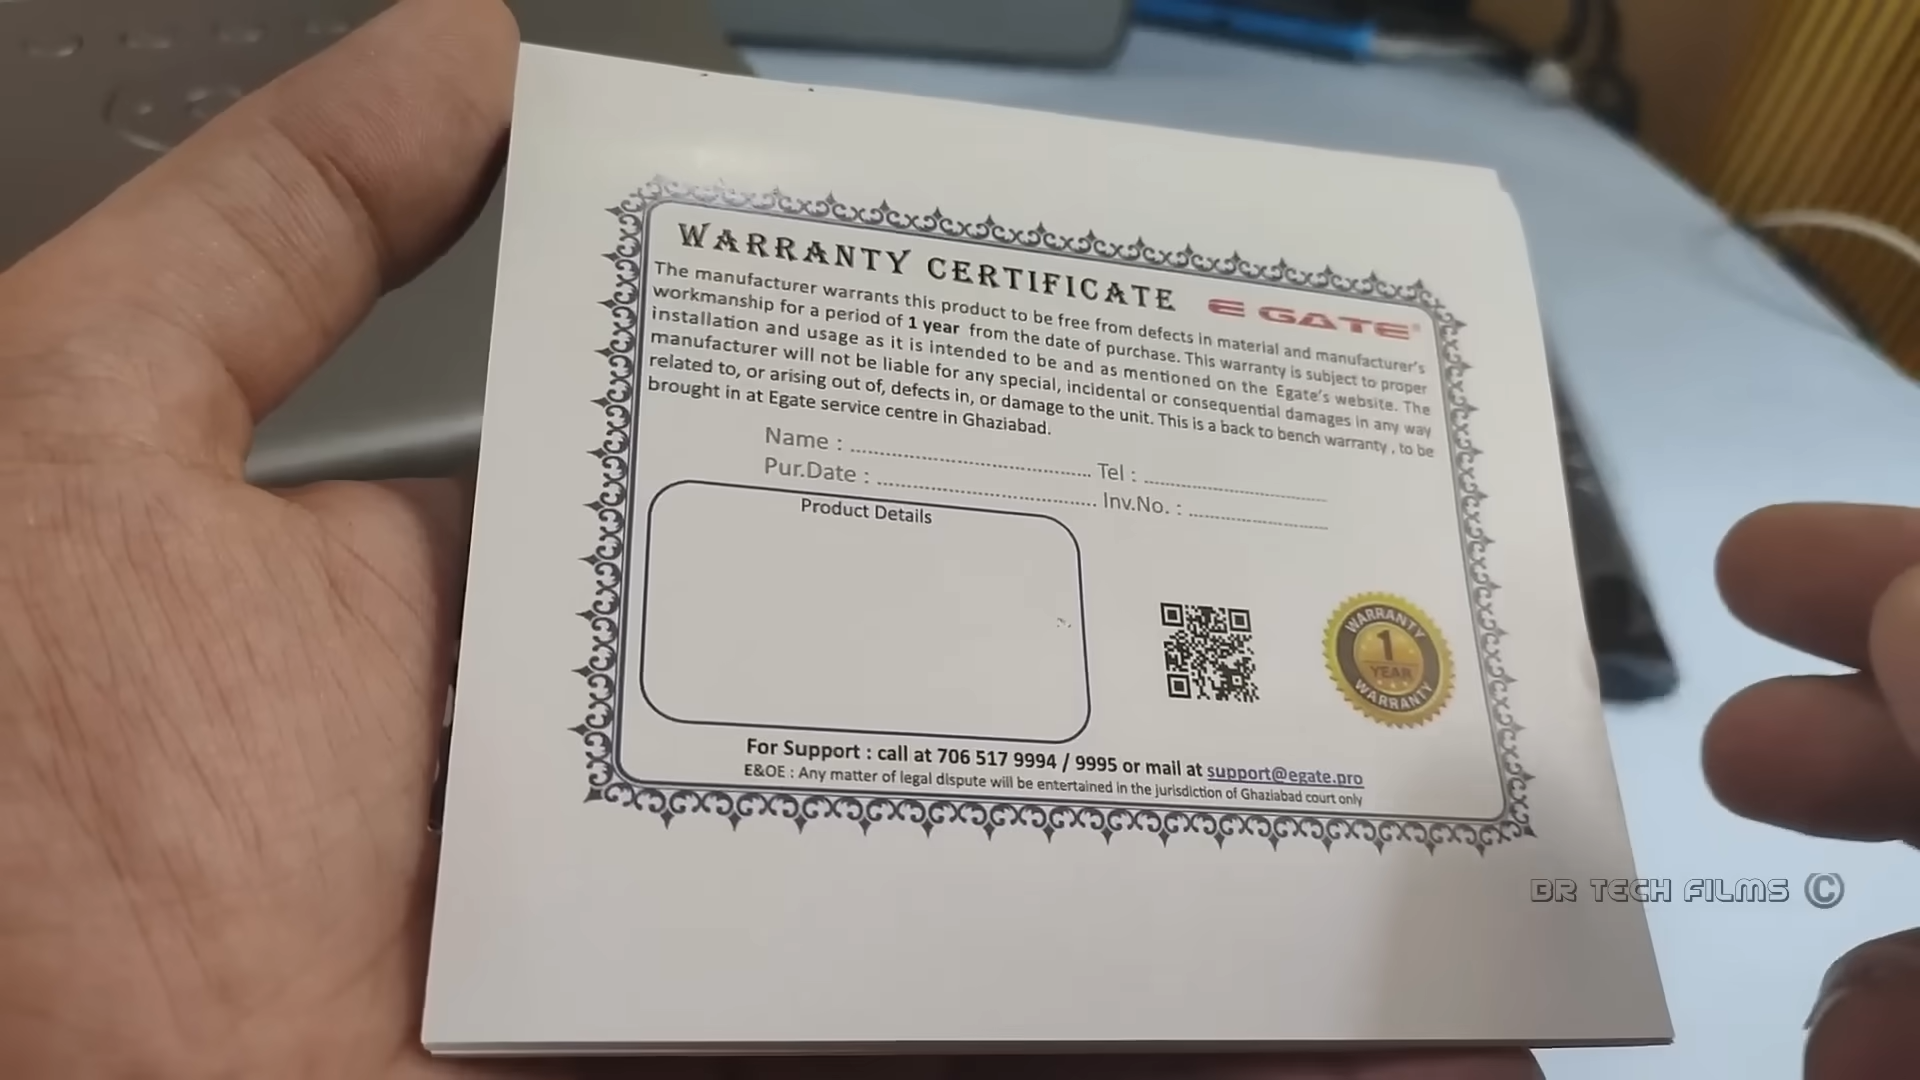 WARRANTY CERTIFICATE
E GATE®
The manufacturer warrants this product to be free from defects in material and manufacturer's
workmanship for a period of 1 year from the date of purchase. This warranty is subject to proper
installation and usage as it is intended to be and as mentioned on the Egate's website. The
manufacturer will not be liable for any special, incidental or consequential damages in any way
related to, or arising out of, defects in, or damage to the unit. This is a back to bench warranty , to be
brought in at Egate service centre in Ghaziabad.
Name : ........................................ Tel : ..............................
Pur.Date : .................................... Inv.No. : ........................
Product Details
WARRANTY
1
YEAR
WARRANTY
For Support : call at 706 517 9994 / 9995 or mail at support@egate.pro
E&OE : Any matter of legal dispute will be entertained in the jurisdiction of Ghaziabad court only
BR TECH FILMS ©